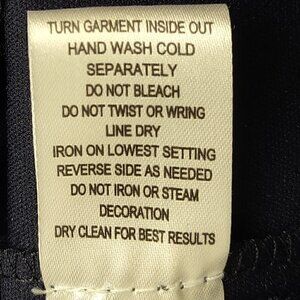 TURN GARMENT INSIDE OUT
HAND WASH COLD
SEPARATELY
DO NOT BLEACH
DO NOT TWIST OR WRING
LINE DRY
IRON ON LOWEST SETTING
REVERSE SIDE AS NEEDED
DO NOT IRON OR STEAM
DECORATION
DRY CLEAN FOR BEST RESULTS